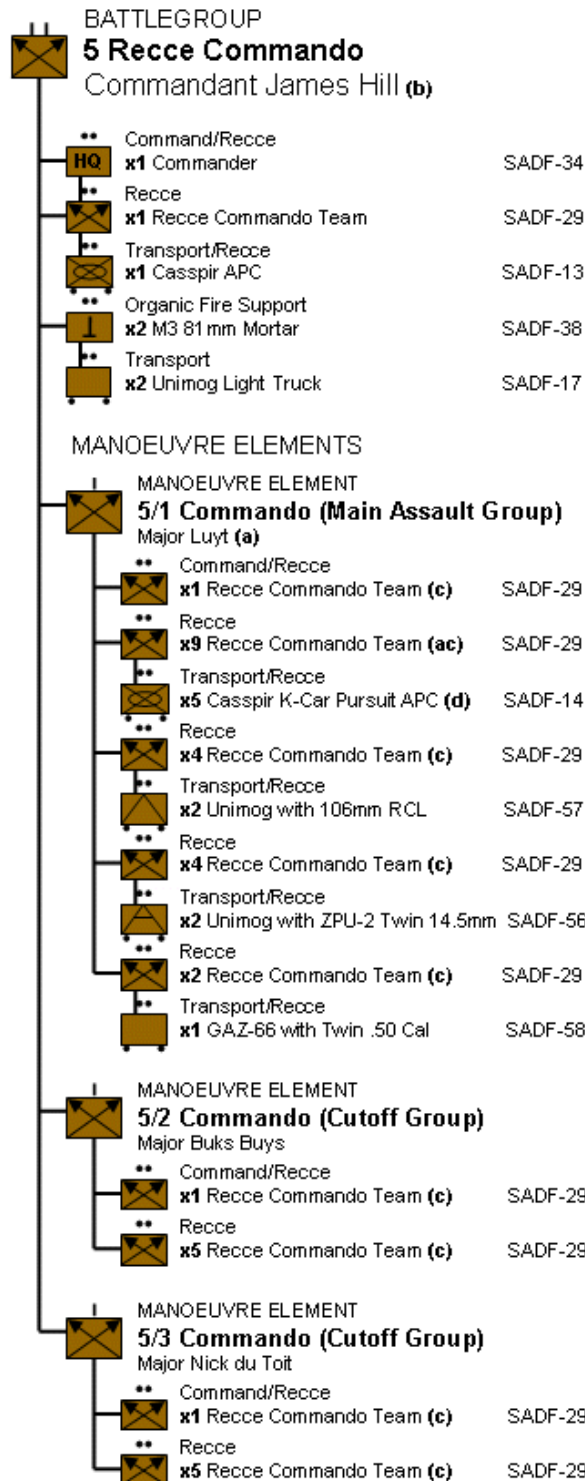 BATTLEGROUP
5 Recce Commando
Commandant James Hill (b)
Command/Recce
HQ x1 Commander SADF-34
Recce
x1 Recce Commando Team SADF-29
Transport/Recce
x1 Casspir APC SADF-13
Organic Fire Support
x2 M3 81mm Mortar SADF-38
Transport
x2 Unimog Light Truck SADF-17
MANOEUVRE ELEMENTS
MANOEUVRE ELEMENT
5/1 Commando (Main Assault Group)
Major Luyt (a)
Command/Recce
x1 Recce Commando Team (c) SADF-29
Recce
x9 Recce Commando Team (ac) SADF-29
Transport/Recce
x5 Casspir K-Car Pursuit APC (d) SADF-14
Recce
x4 Recce Commando Team (c) SADF-29
Transport/Recce
x2 Unimog with 106mm RCL SADF-57
Recce
x4 Recce Commando Team (c) SADF-29
Transport/Recce
x2 Unimog with ZPU-2 Twin 14.5mm SADF-56
Recce
x2 Recce Commando Team (c) SADF-29
Transport/Recce
x1 GAZ-66 with Twin .50 Cal SADF-58
MANOEUVRE ELEMENT
5/2 Commando (Cutoff Group)
Major Buks Buys
Command/Recce
x1 Recce Commando Team (c) SADF-29
Recce
x5 Recce Commando Team (c) SADF-29
MANOEUVRE ELEMENT
5/3 Commando (Cutoff Group)
Major Nick du Toit
Command/Recce
x1 Recce Commando Team (c) SADF-29
Recce
x5 Recce Commando Team (c) SADF-29